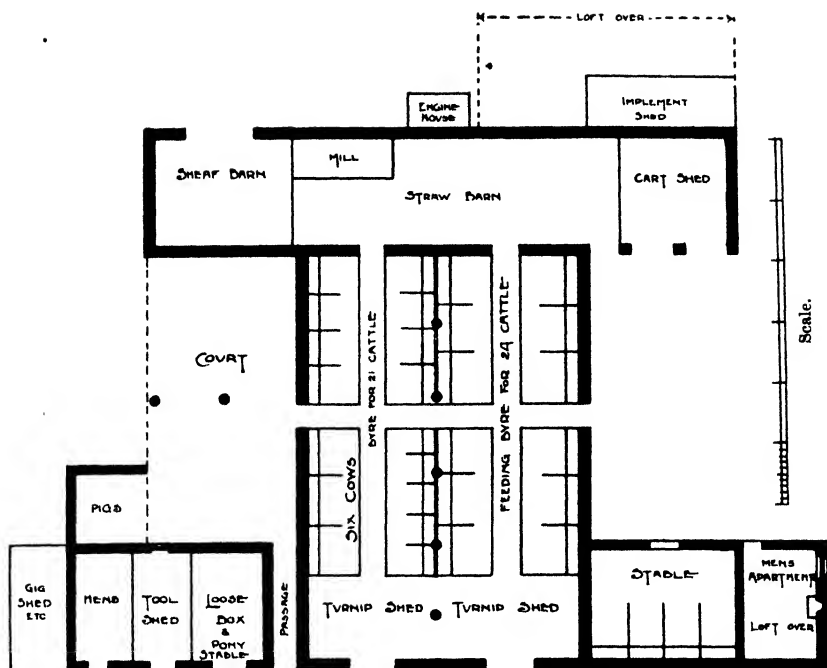 LOFT OVER
ENGINE
HOUSE
IMPLEMENT
SHED
SHEAF BARN
MILL
STRAW BARN
CART SHED
Scale.
COURT
BYRE FOR 21 CATTLE
FEEDING BYRE FOR 24 CATTLE
SIX COWS
PIGS
GIG
SHED
ETC
HENS
TOOL
SHED
LOOSE
BOX
&
PONY
STABLE
PASSAGE
TURNIP SHED
TURNIP SHED
STABLE
MENS
APARTMENT
LOFT OVER